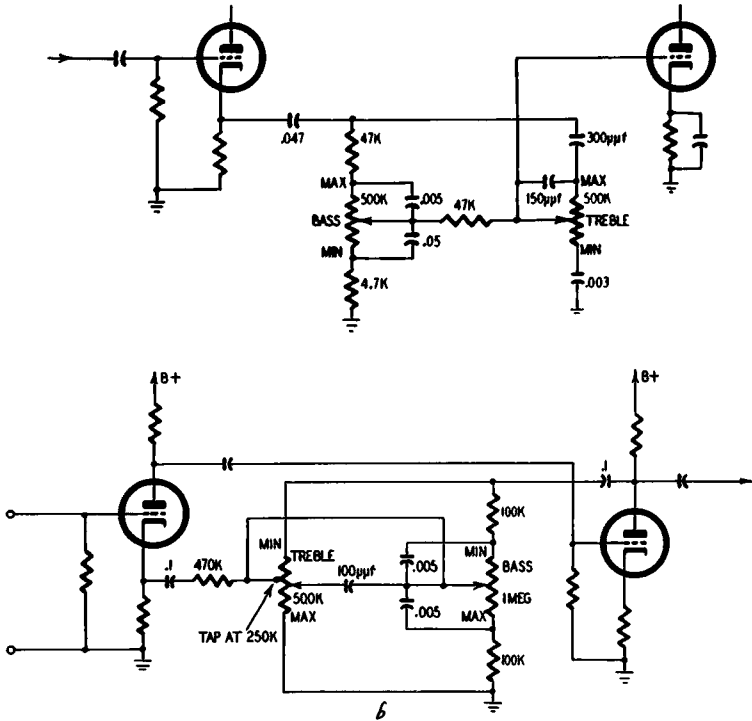 .047
47K
300μμf
MAX
MAX
500K
.005
47K
150μμf
500K
BASS
TREBLE
.05
MIN
MIN
4.7K
.003
B+
B+
.1
100K
MIN
TREBLE
MIN
BASS
.1
470K
100μμf
.005
500K
1MEG
MAX
.005
MAX
TAP AT 250K
100K
b